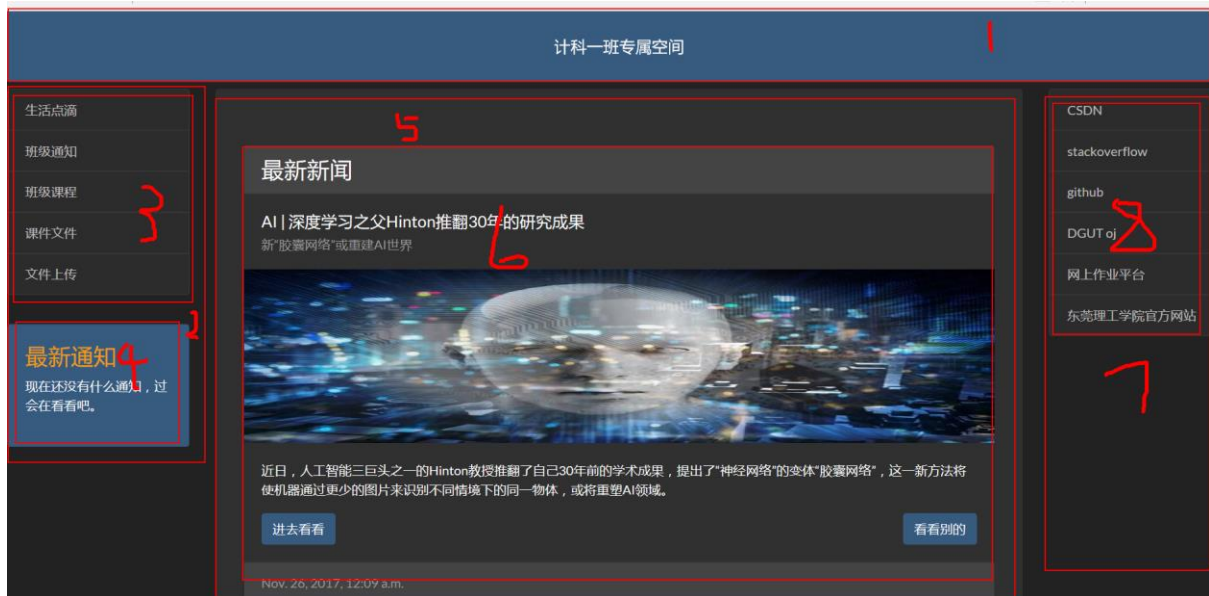 计科一班专属空间
1
生活点滴
班级通知
班级课程
课件文件
文件上传
3
2
最新通知
4
现在还没有什么通知，过
会在看看吧。
5
最新新闻
AI | 深度学习之父Hinton推翻30年的研究成果
新"胶囊网络"或重建AI世界
6
近日，人工智能三巨头之一的Hinton教授推翻了自己30年前的学术成果，提出了"神经网络"的变体"胶囊网络"，这一新方法将
使机器通过更少的图片来识别不同情境下的同一物体，或将重塑AI领域。
进去看看
看看别的
Nov. 26, 2017, 12:09 a.m.
CSDN
stackoverflow
github
DGUT oj
网上作业平台
东莞理工学院官方网站
8
7